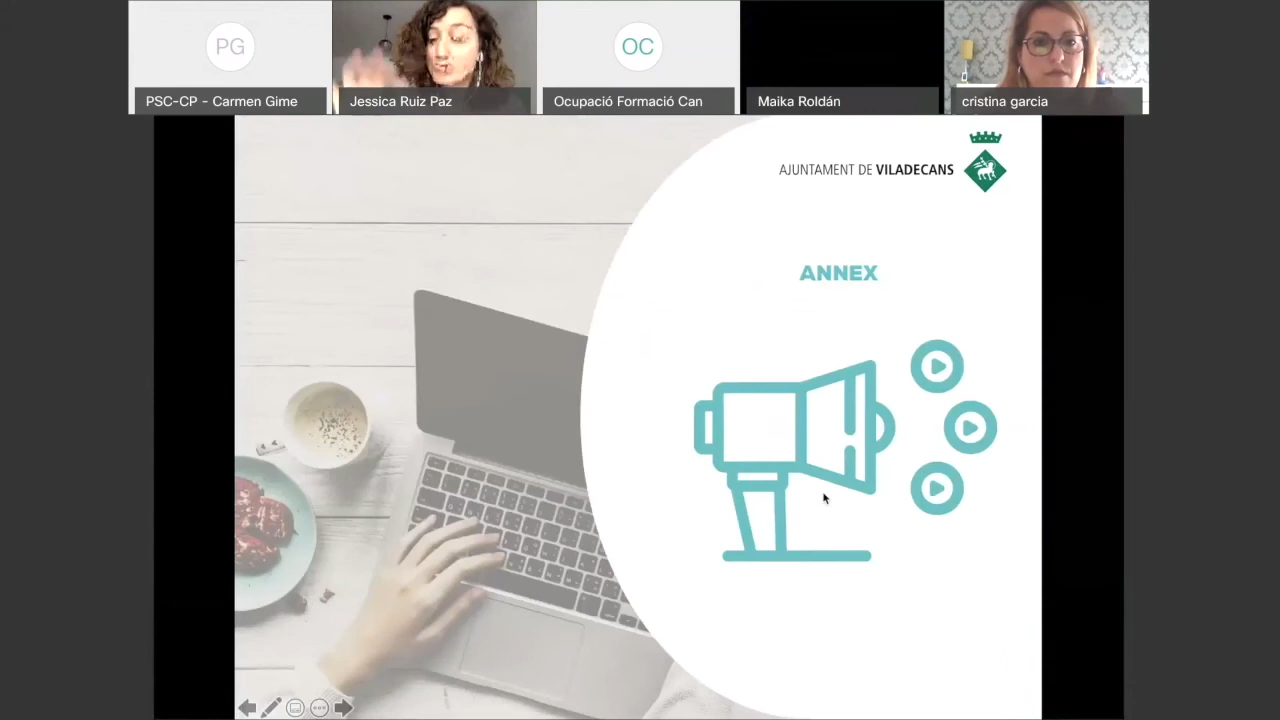 PG
PSC-CP - Carmen Gime
Jessica Ruiz Paz
OC
Ocupació Formació Can
Maika Roldán
cristina garcia
AJUNTAMENT DE VILADECANS
ANNEX